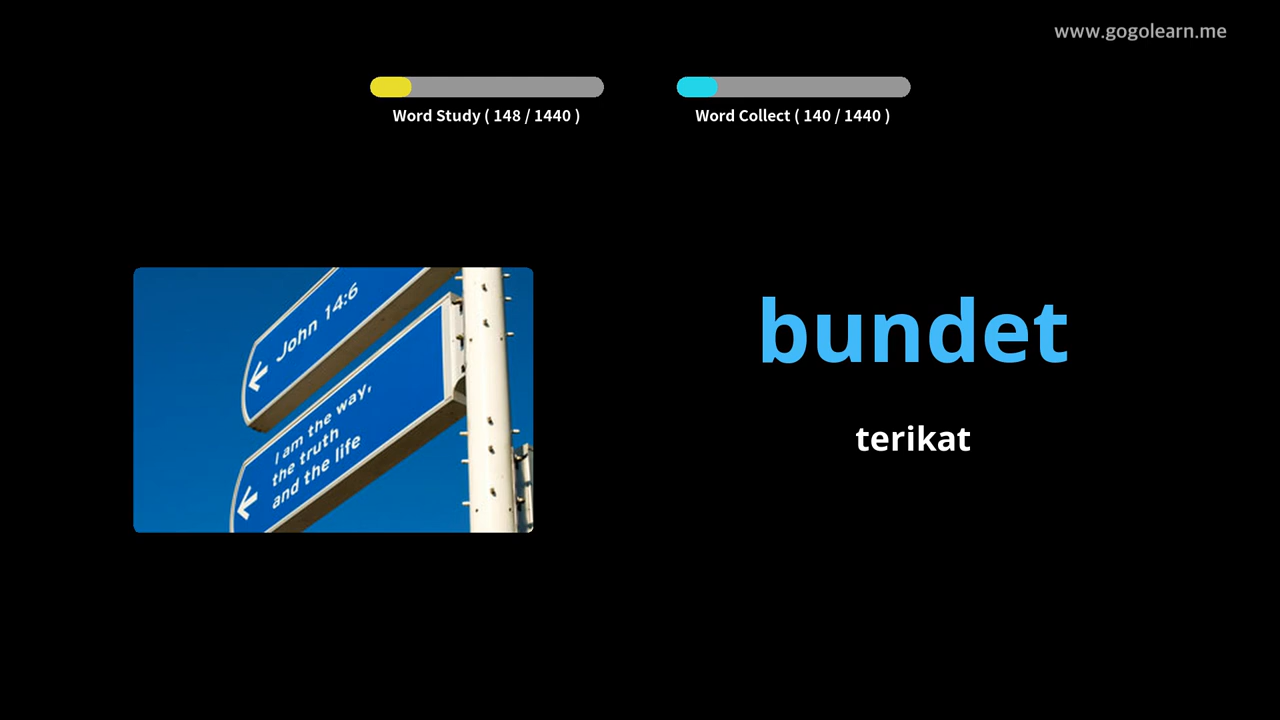 www.gogolearn.me
Word Study ( 148 / 1440 )
Word Collect ( 140 / 1440 )
John 14:6
I am the way,
the truth
and the life
bundet
terikat